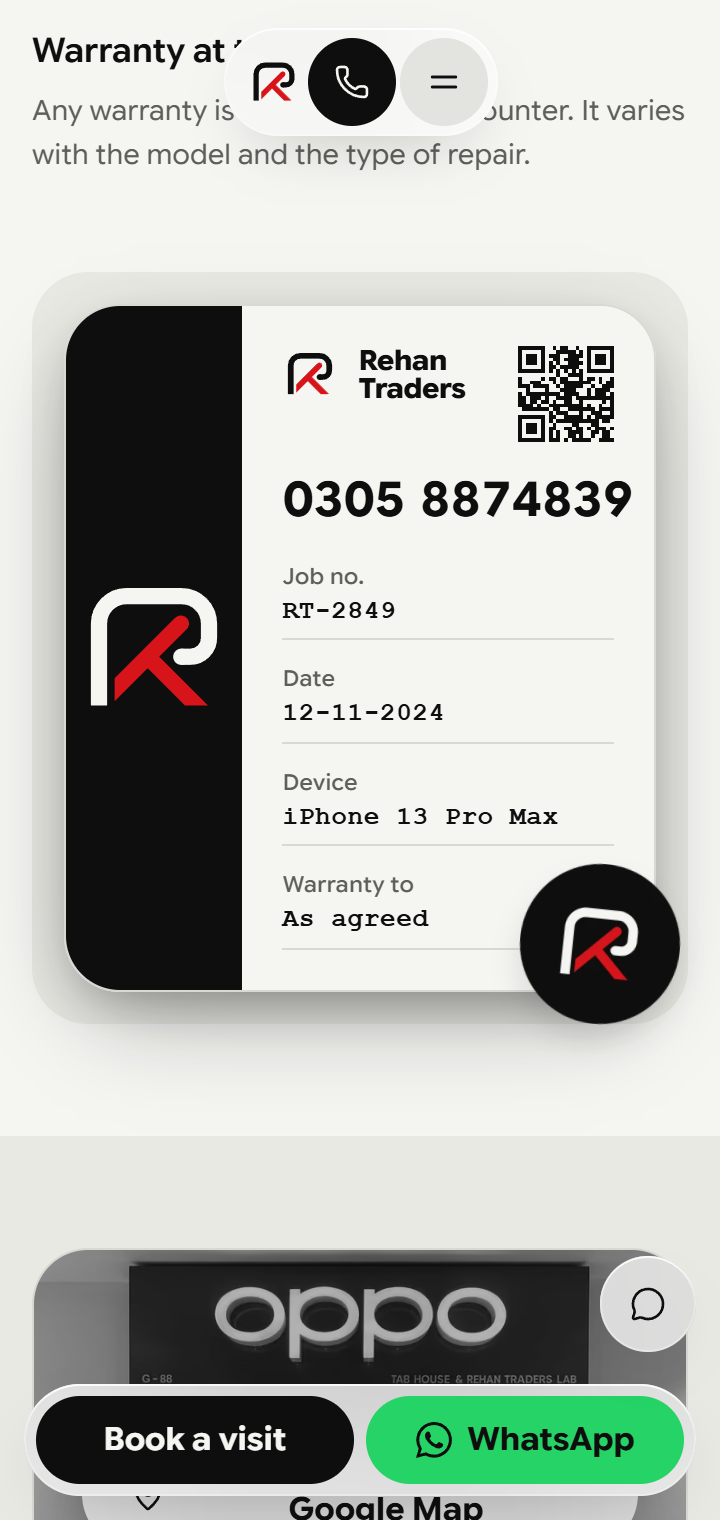 Warranty at
Any warranty is
ounter. It varies
with the model and the type of repair.
Rehan
Traders
0305 8874839
Job no.
RT-2849
Date
12-11-2024
Device
iPhone 13 Pro Max
Warranty to
As agreed
oppo
G-88
TAB HOUSE & REHAN TRADERS LAB
Book a visit
WhatsApp
Google Map